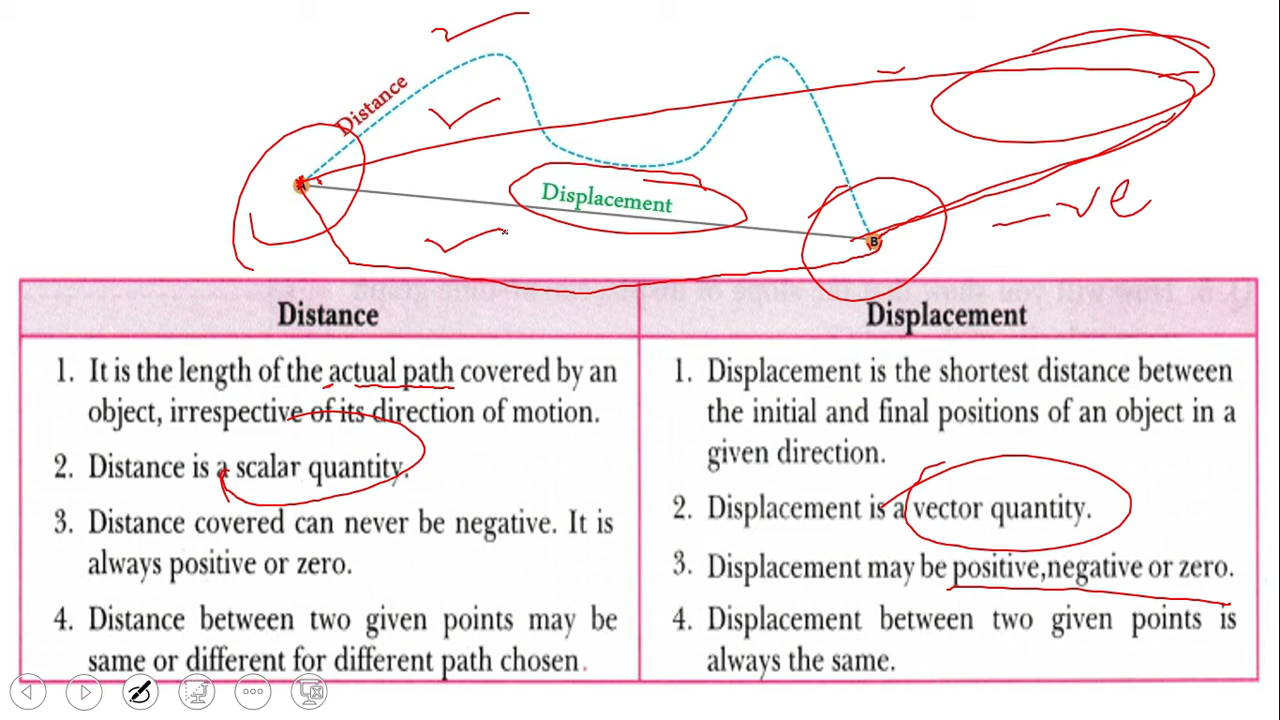 Distance
Displacement
A
B
-ve
Distance
Displacement
1. It is the length of the actual path covered by an
object, irrespective of its direction of motion.
2. Distance is a scalar quantity.
3. Distance covered can never be negative. It is
always positive or zero.
4. Distance between two given points may be
same or different for different path chosen.
1. Displacement is the shortest distance between
the initial and final positions of an object in a
given direction.
2. Displacement is a vector quantity.
3. Displacement may be positive,negative or zero.
4. Displacement between two given points is
always the same.